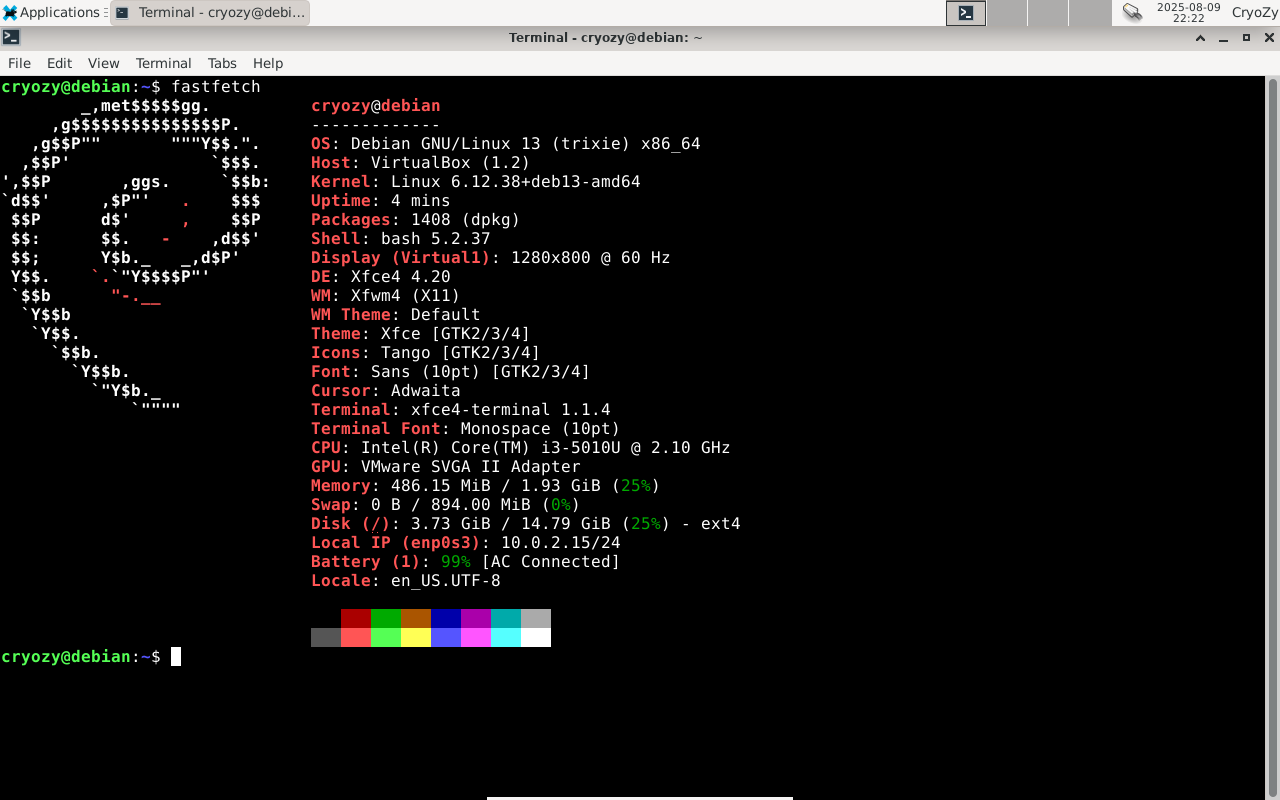 Applications
Terminal - cryozy@debi...
2025-08-09
22:22
CryoZy
Terminal - cryozy@debian: ~
File Edit View Terminal Tabs Help
cryozy@debian:~$ fastfetch
_,met$$$$$gg.
,g$$$$$$$$$$$$$$$P.
,g$$P"" """Y$$.".
,$$P' `$$$.
',$$P ,ggs. `$$b:
`d$$' ,$P"' . $$$
$$P d$' , $$P
$$: $$. - ,d$$'
$$; Y$b._ _,d$P'
Y$$. `.`"Y$$$$P"'
`$$b "-.__
`Y$$b
`Y$$.
`$$b.
`Y$$b.
`"Y$b._
`""""
cryozy@debian
-------------
OS: Debian GNU/Linux 13 (trixie) x86_64
Host: VirtualBox (1.2)
Kernel: Linux 6.12.38+deb13-amd64
Uptime: 4 mins
Packages: 1408 (dpkg)
Shell: bash 5.2.37
Display (Virtual1): 1280x800 @ 60 Hz
DE: Xfce4 4.20
WM: Xfwm4 (X11)
WM Theme: Default
Theme: Xfce [GTK2/3/4]
Icons: Tango [GTK2/3/4]
Font: Sans (10pt) [GTK2/3/4]
Cursor: Adwaita
Terminal: xfce4-terminal 1.1.4
Terminal Font: Monospace (10pt)
CPU: Intel(R) Core(TM) i3-5010U @ 2.10 GHz
GPU: VMware SVGA II Adapter
Memory: 486.15 MiB / 1.93 GiB (25%)
Swap: 0 B / 894.00 MiB (0%)
Disk (/): 3.73 GiB / 14.79 GiB (25%) - ext4
Local IP (enp0s3): 10.0.2.15/24
Battery (1): 99% [AC Connected]
Locale: en_US.UTF-8
cryozy@debian:~$